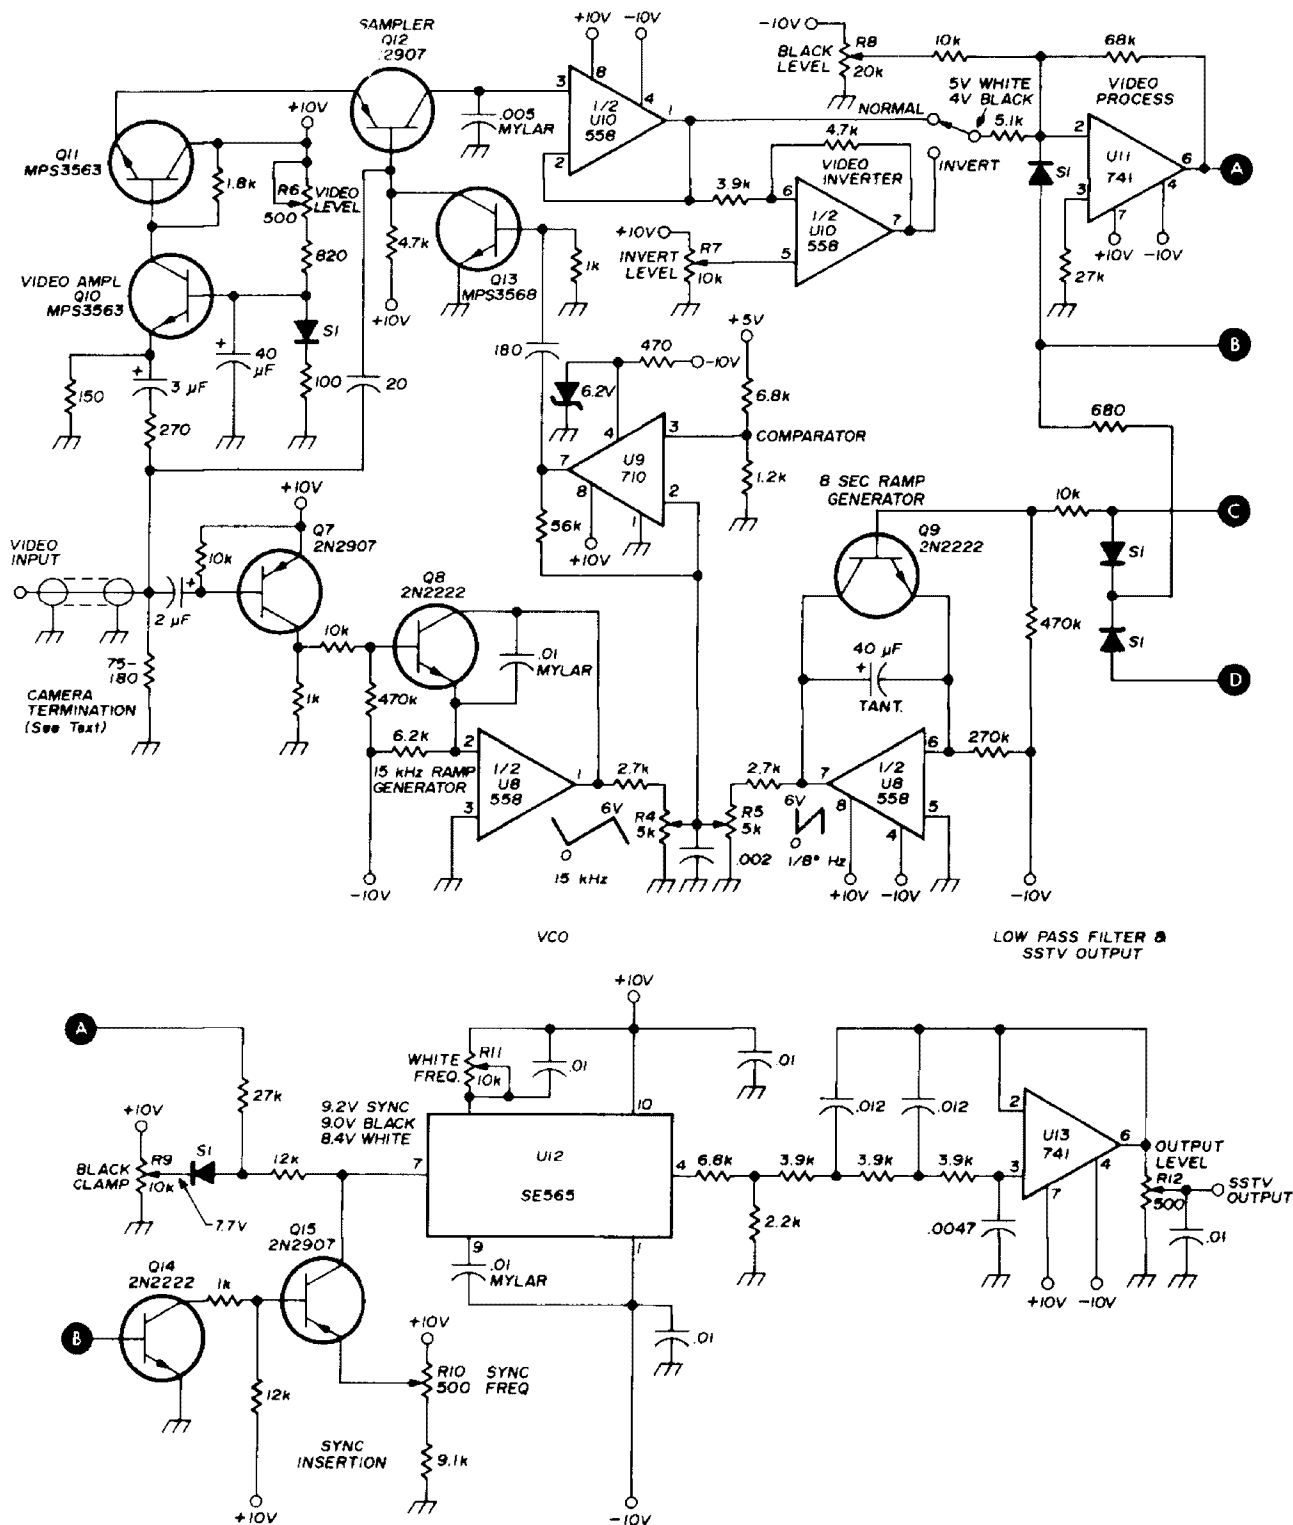 SAMPLER
Q12
2907
+10V
-10V
-10V
BLACK
LEVEL
R8
20k
10k
68k
VIDEO
PROCESS
5V WHITE
4V BLACK
NORMAL
5.1k
INVERT
3
8
4
1
2
1/2
U10
558
.005
MYLAR
+10V
Q11
MPS3563
1.8k
R6
500
VIDEO
LEVEL
820
4.7k
+10V
Q13
MPS3568
1k
3.9k
4.7k
VIDEO
INVERTER
6
5
7
1/2
U10
558
+10V
INVERT
LEVEL
R7
10k
2
3
6
7
4
U11
741
+10V
-10V
27k
S1
A
VIDEO AMPL
Q10
MPS3563
S1
100
40
µF
+
150
+
3 µF
270
20
180
6.2V
470
-10V
+5V
6.8k
COMPARATOR
1.2k
4
3
2
7
8
1
U9
710
+10V
56k
B
680
8 SEC RAMP
GENERATOR
Q9
2N2222
10k
C
S1
S1
D
470k
VIDEO
INPUT
2 µF
+
10k
+10V
Q7
2N2907
75-
180
CAMERA
TERMINATION
(See Text)
1k
10k
Q8
2N2222
.01
MYLAR
470k
6.2k
15 kHz RAMP
GENERATOR
-10V
2
3
1
1/2
U8
558
2.7k
R4
5k
6V
0
15 kHz
.002
2.7k
R5
5k
6V
0
1/8° Hz
40 µF
+
TANT.
7
8
6
5
4
1/2
U8
558
+10V
-10V
270k
-10V
VCO
LOW PASS FILTER &
SSTV OUTPUT
A
27k
+10V
R9
10k
BLACK
CLAMP
S1
7.7V
12k
9.2V SYNC
9.0V BLACK
8.4V WHITE
WHITE
FREQ.
R11
10k
.01
+10V
.01
7
10
4
9
1
U12
SE565
.01
MYLAR
.01
-10V
6.8k
2.2k
3.9k
3.9k
3.9k
.012
.012
.0047
2
3
6
7
4
U13
741
+10V
-10V
OUTPUT
LEVEL
R12
500
SSTV
OUTPUT
.01
B
Q14
2N2222
1k
Q15
2N2907
12k
+10V
SYNC
INSERTION
+10V
R10
500
SYNC
FREQ
9.1k